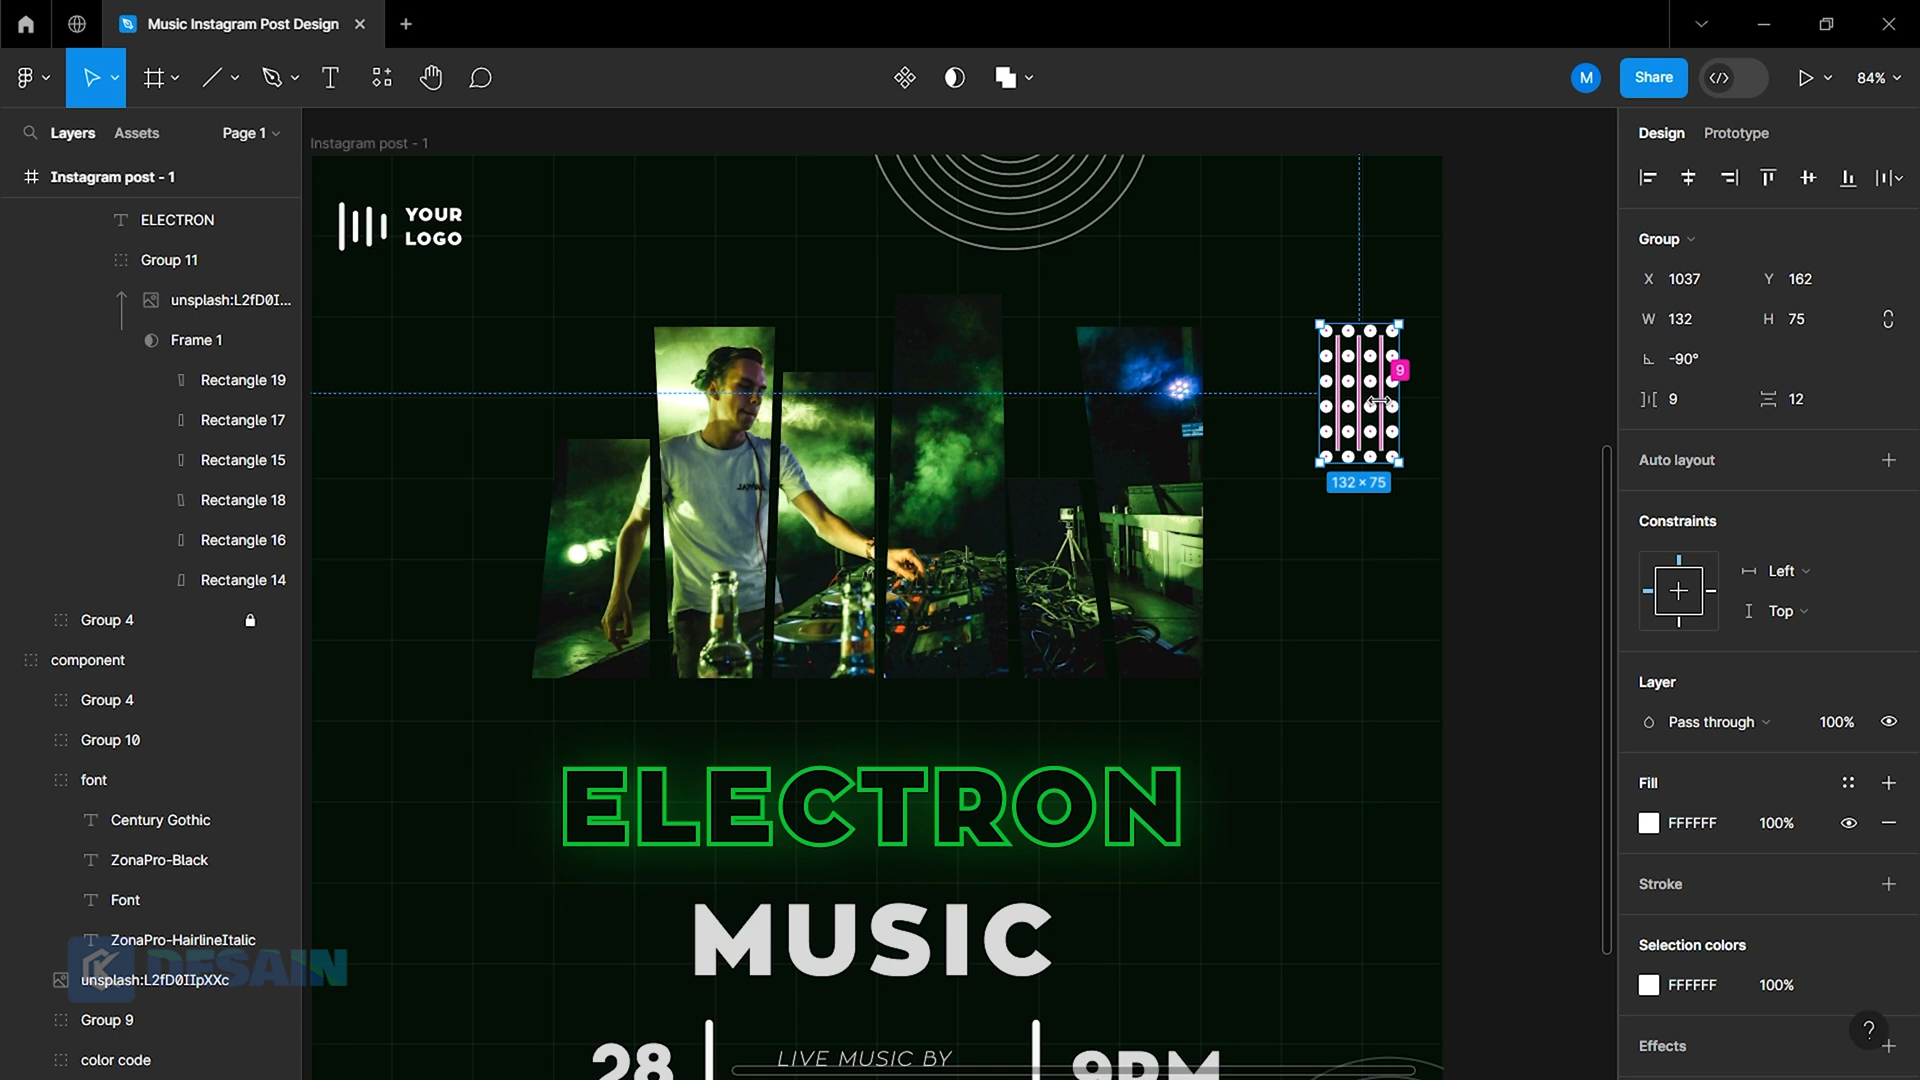 Music Instagram Post Design
M
Share
84%
Layers
Assets
Page 1
Instagram post - 1
ELECTRON
Group 11
unsplash:L2fD0I...
Frame 1
Rectangle 19
Rectangle 17
Rectangle 15
Rectangle 18
Rectangle 16
Rectangle 14
Group 4
component
Group 4
Group 10
font
Century Gothic
ZonaPro-Black
Font
ZonaPro-HairlineItalic
DESAIN
unsplash:L2fD0IIpXXc
Group 9
color code
Instagram post - 1
YOUR
LOGO
9
132 × 75
ELECTRON
MUSIC
28
LIVE MUSIC BY
9PM
Design
Prototype
Group
X 1037
Y 162
W 132
H 75
-90°
9
12
Auto layout
Constraints
Left
Top
Layer
Pass through
100%
Fill
FFFFFF
100%
Stroke
Selection colors
FFFFFF
100%
Effects
?